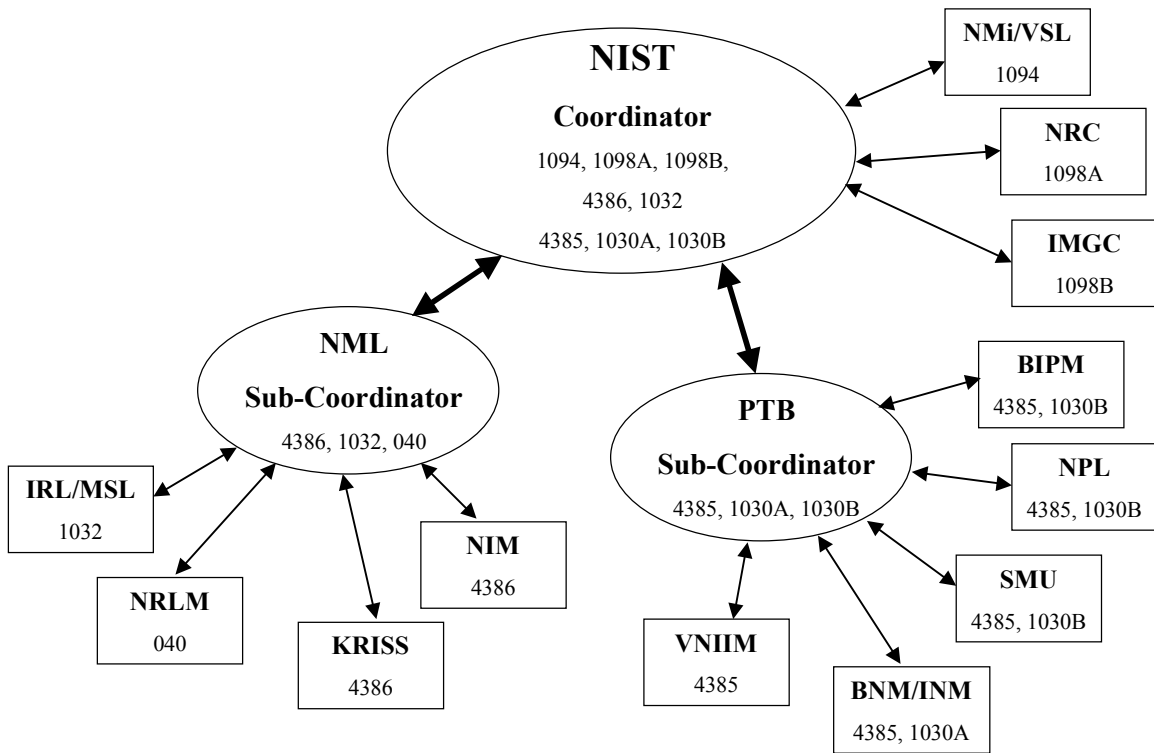 NIST
Coordinator
1094, 1098A, 1098B,
4386, 1032
4385, 1030A, 1030B
NMi/VSL
1094
NRC
1098A
IMGC
1098B
NML
Sub-Coordinator
4386, 1032, 040
PTB
Sub-Coordinator
4385, 1030A, 1030B
BIPM
4385, 1030B
NPL
4385, 1030B
SMU
4385, 1030B
BNM/INM
4385, 1030A
VNIIM
4385
IRL/MSL
1032
NRLM
040
KRISS
4386
NIM
4386